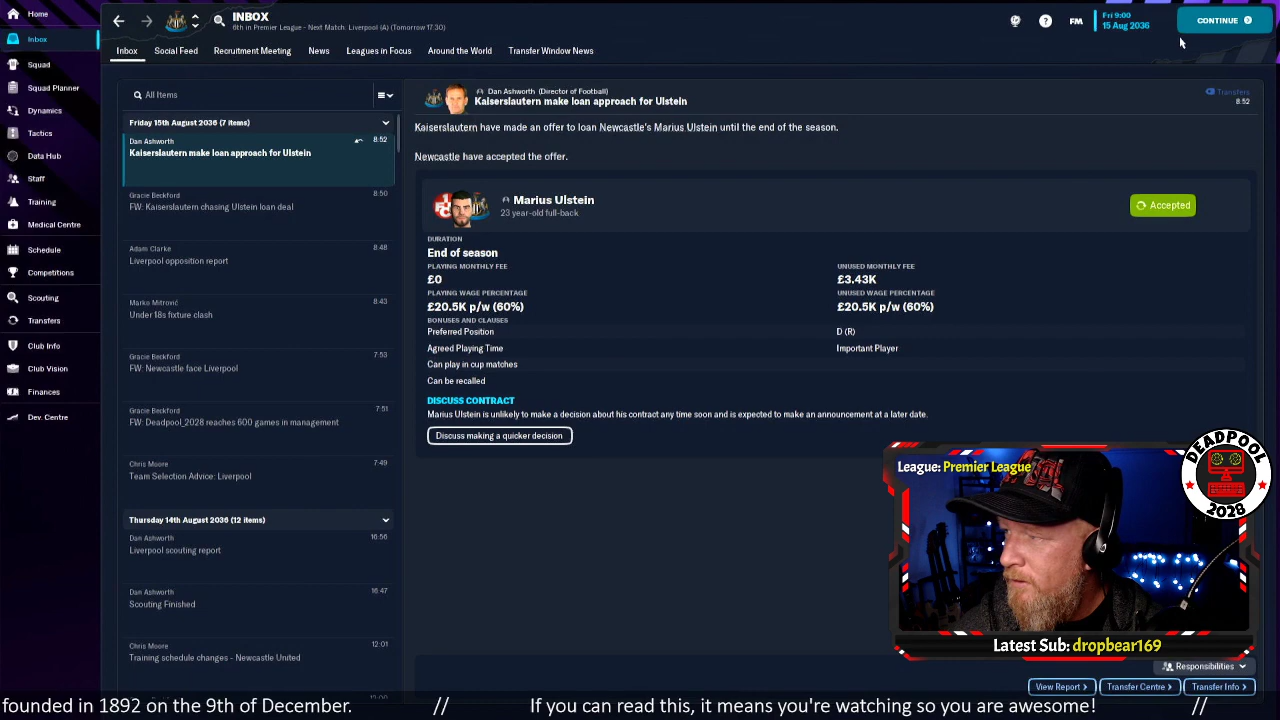 Home
Inbox
Squad
Squad Planner
Dynamics
Tactics
Data Hub
Staff
Training
Medical Centre
Schedule
Competitions
Scouting
Transfers
Club Info
Club Vision
Finances
Dev. Centre
INBOX
6th in Premier League - Next Match: Liverpool (A) (Tomorrow 17:30)
FM
Fri 9:00
15 Aug 2036
CONTINUE
Inbox Social Feed Recruitment Meeting News Leagues in Focus Around the World Transfer Window News
All Items
Friday 15th August 2036 (7 items)
Dan Ashworth 8:52
Kaiserslautern make loan approach for Ulstein
Gracie Beckford 8:50
FW: Kaiserslautern chasing Ulstein loan deal
Adam Clarke 8:48
Liverpool opposition report
Marko Mitrović 8:43
Under 18s fixture clash
Gracie Beckford 7:53
FW: Newcastle face Liverpool
Gracie Beckford 7:51
FW: Deadpool_2028 reaches 600 games in management
Chris Moore 7:49
Team Selection Advice: Liverpool
Thursday 14th August 2036 (12 items)
Dan Ashworth 16:56
Liverpool scouting report
Dan Ashworth 16:47
Scouting Finished
Chris Moore 12:01
Training schedule changes - Newcastle United
Dan Ashworth (Director of Football)
Kaiserslautern make loan approach for Ulstein
Transfers
8:52
Kaiserslautern have made an offer to loan Newcastle's Marius Ulstein until the end of the season.
Newcastle have accepted the offer.
Marius Ulstein
23 year-old full-back
Accepted
DURATION
End of season
PLAYING MONTHLY FEE UNUSED MONTHLY FEE
£0 £3.43K
PLAYING WAGE PERCENTAGE UNUSED WAGE PERCENTAGE
£20.5K p/w (60%) £20.5K p/w (60%)
BONUSES AND CLAUSES
Preferred Position D (R)
Agreed Playing Time Important Player
Can play in cup matches
Can be recalled
DISCUSS CONTRACT
Marius Ulstein is unlikely to make a decision about his contract any time soon and is expected to make an announcement at a later date.
Discuss making a quicker decision
League: Premier League
DEADPOOL
2028
Latest Sub: dropbear169
Responsibilities
View Report Transfer Centre Transfer Info
founded in 1892 on the 9th of December. // If you can read this, it means you're watching so you are awesome! //